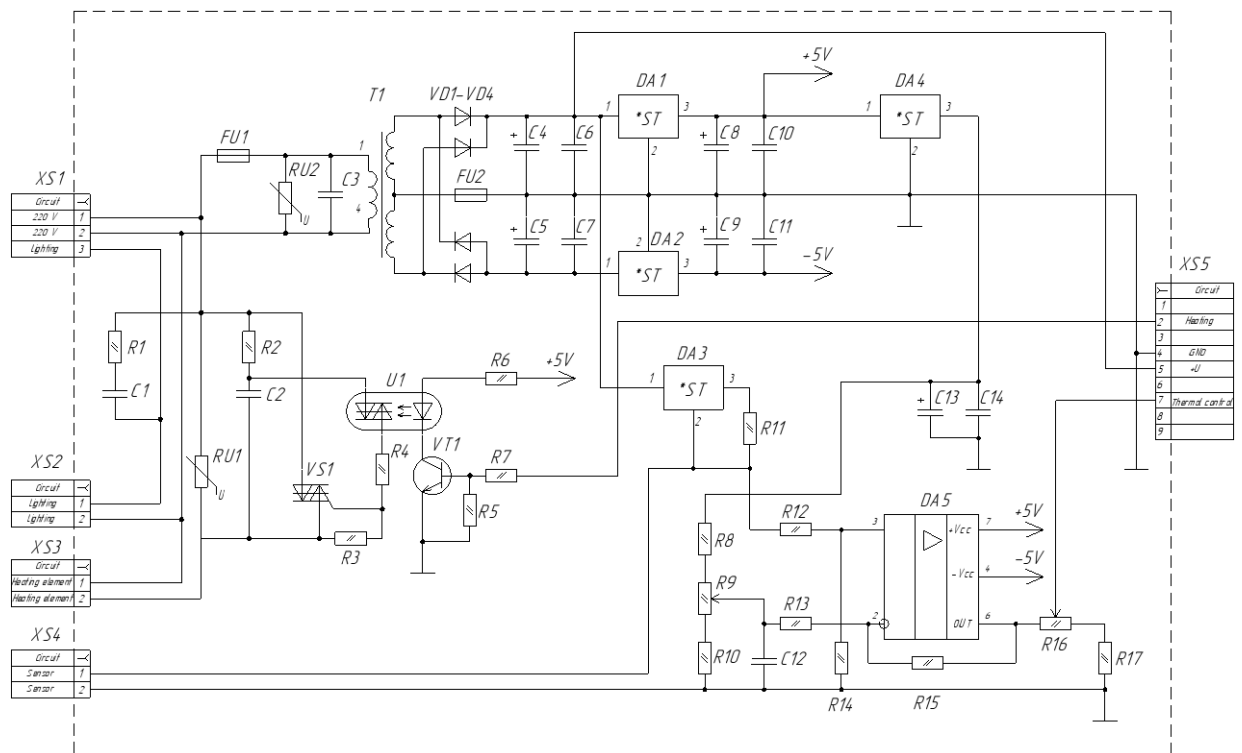 +5V
DA1
DA4
T1
VD1-VD4
1
*ST
3
1
*ST
3
+
C4
C6
2
+
C8
C10
2
FU1
1
RU2
U
C3
4
FU2
XS1
Circuit
220 V 1
220 V 2
Lighting 3
+
C5
C7
2
DA2
1
*ST
3
+
C9
C11
-5V
XS5
Circuit
1
2 Heating
3
4 GND
5 +U
6
7 Thermal control
8
9
R1
C1
R2
C2
U1
R6
+5V
DA3
1
*ST
3
2
R11
+
C13
C14
RU1
U
VS1
R4
VT1
R7
R5
R3
XS2
Circuit
Lighting 1
Lighting 2
XS3
Circuit
Heating element 1
Heating element 2
XS4
Circuit
Sensor 1
Sensor 2
R8
R9
R10
R12
R13
C12
R14
R15
DA5
3
2
+Vcc
7
+5V
-Vcc
4
-5V
OUT
6
R16
R17